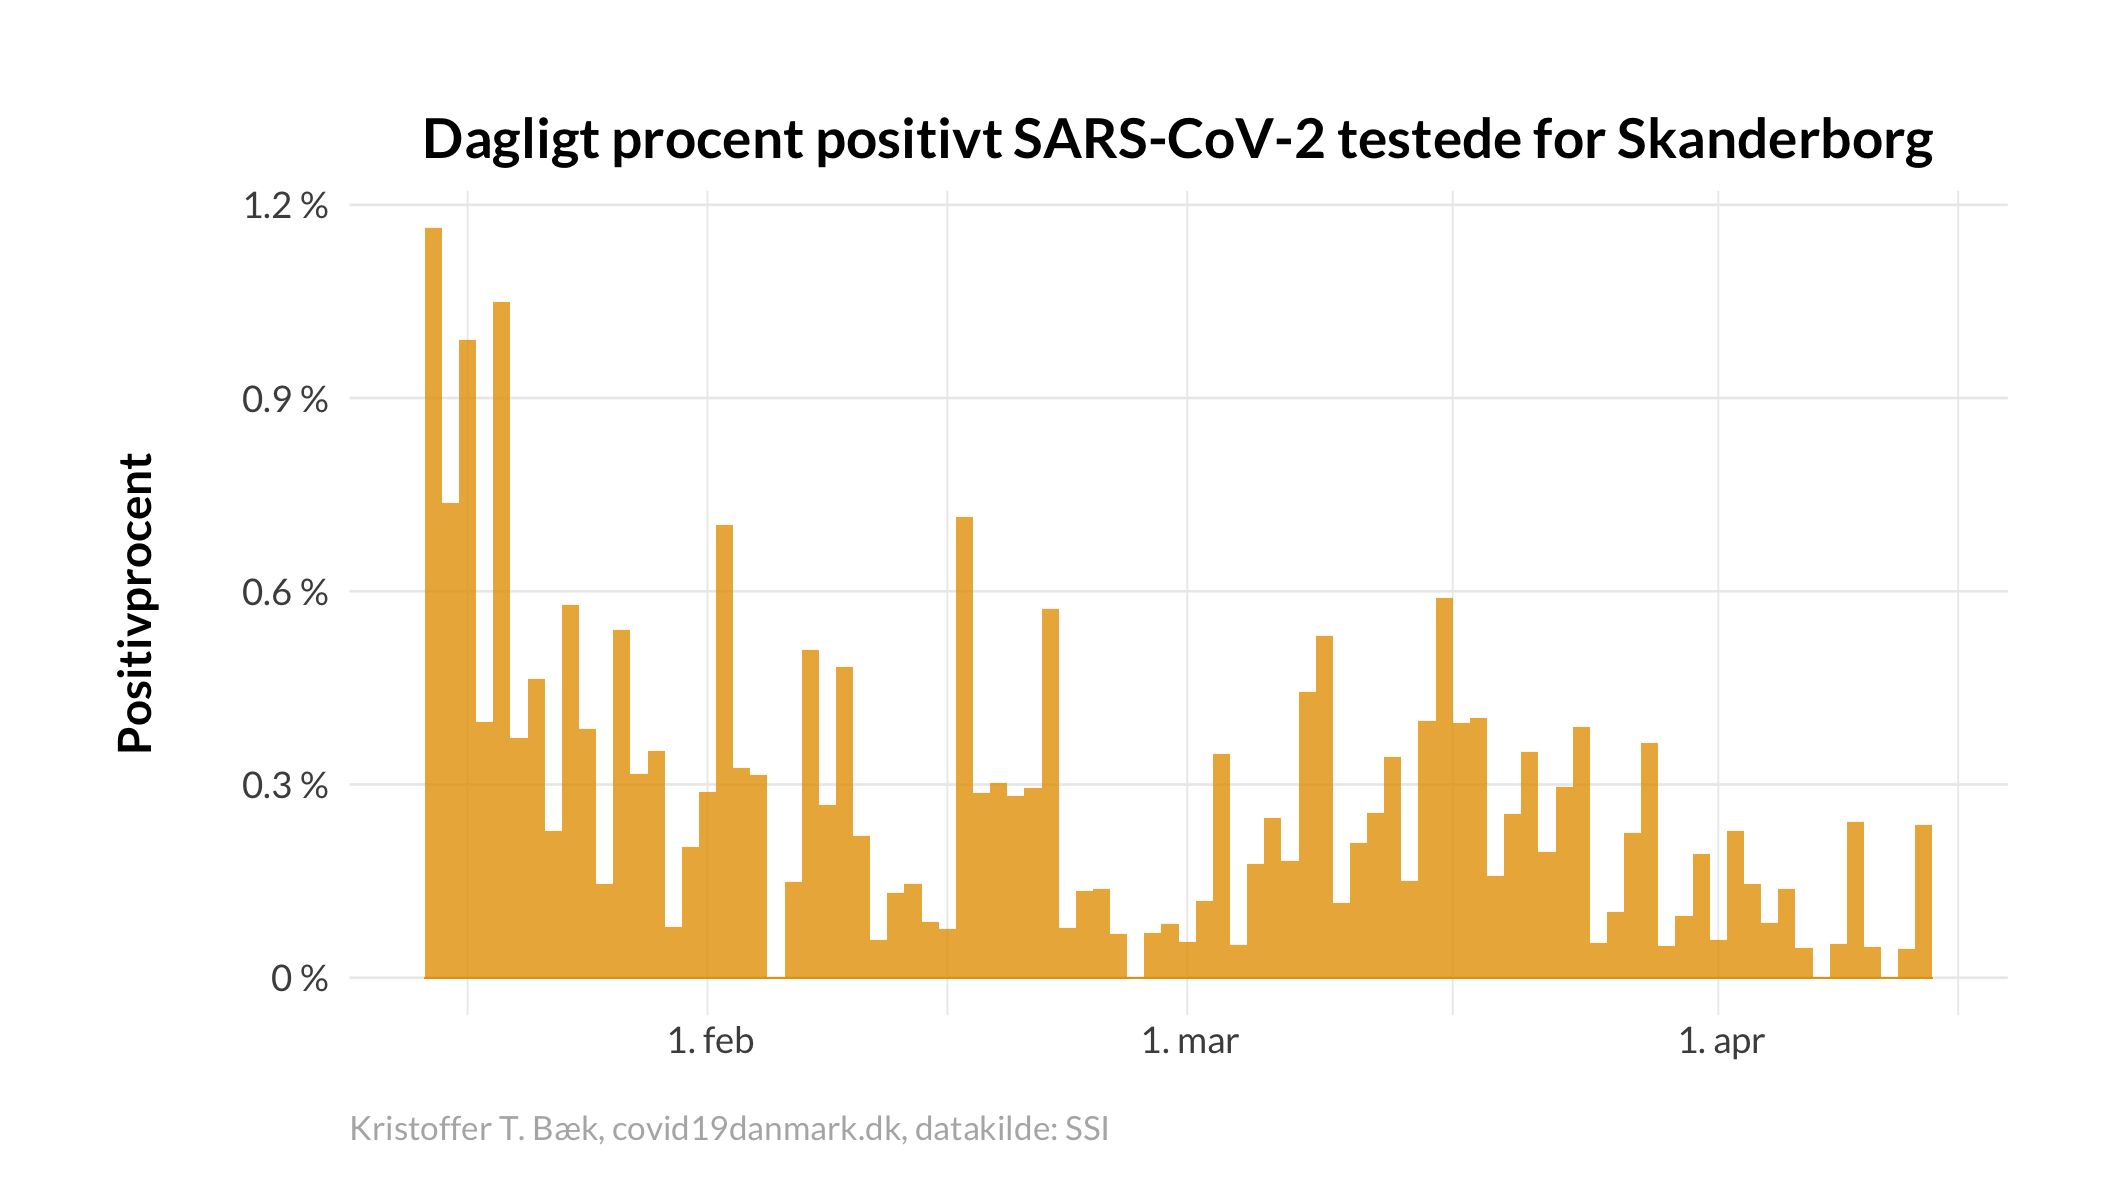 Dagligt procent positivt SARS-CoV-2 testede for Skanderborg
Positivprocent
1.2 %
0.9 %
0.6 %
0.3 %
0 %
1. feb
1. mar
1. apr
Kristoffer T. Bæk, covid19danmark.dk, datakilde: SSI